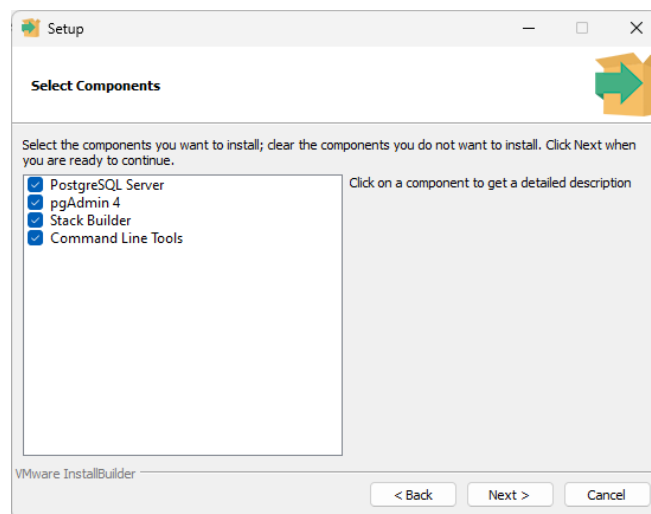 Setup
Select Components
Select the components you want to install; clear the components you do not want to install. Click Next when
you are ready to continue.
PostgreSQL Server
pgAdmin 4
Stack Builder
Command Line Tools
Click on a component to get a detailed description
VMware InstallBuilder
< Back
Next >
Cancel